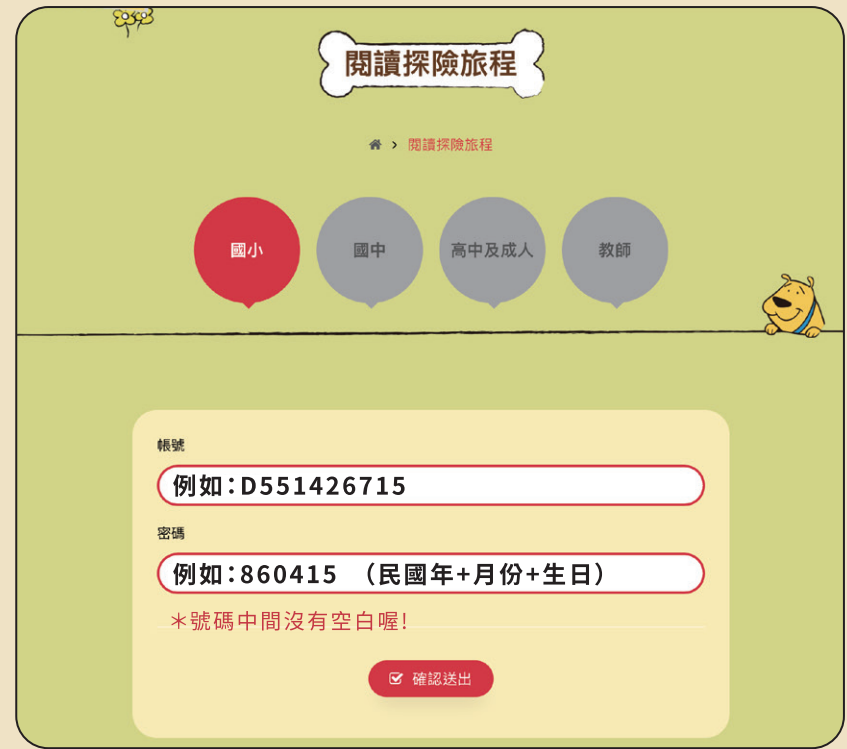 閱讀探險旅程
> 閱讀探險旅程
國小
國中
高中及成人
教師
帳號
例如：D551426715
密碼
例如：860415 （民國年+月份+生日）
＊號碼中間沒有空白喔!
確認送出